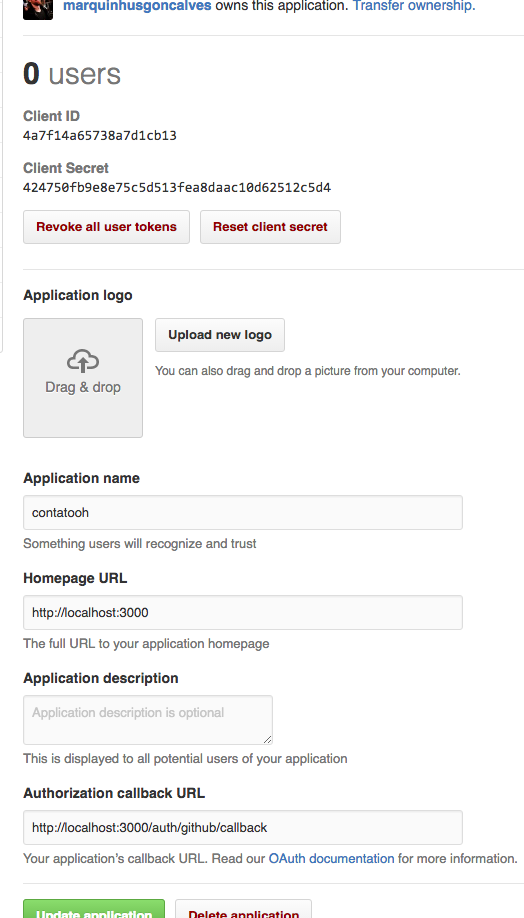 marquinhusgoncalves owns this application. Transfer ownership.
0 users
Client ID
4a7f14a65738a7d1cb13
Client Secret
424750fb9e8e75c5d513fea8daac10d62512c5d4
Revoke all user tokens
Reset client secret
Application logo
Drag & drop
Upload new logo
You can also drag and drop a picture from your computer.
Application name
contatooh
Something users will recognize and trust
Homepage URL
http://localhost:3000
The full URL to your application homepage
Application description
Application description is optional
This is displayed to all potential users of your application
Authorization callback URL
http://localhost:3000/auth/github/callback
Your application's callback URL. Read our OAuth documentation for more information.
Update application
Delete application